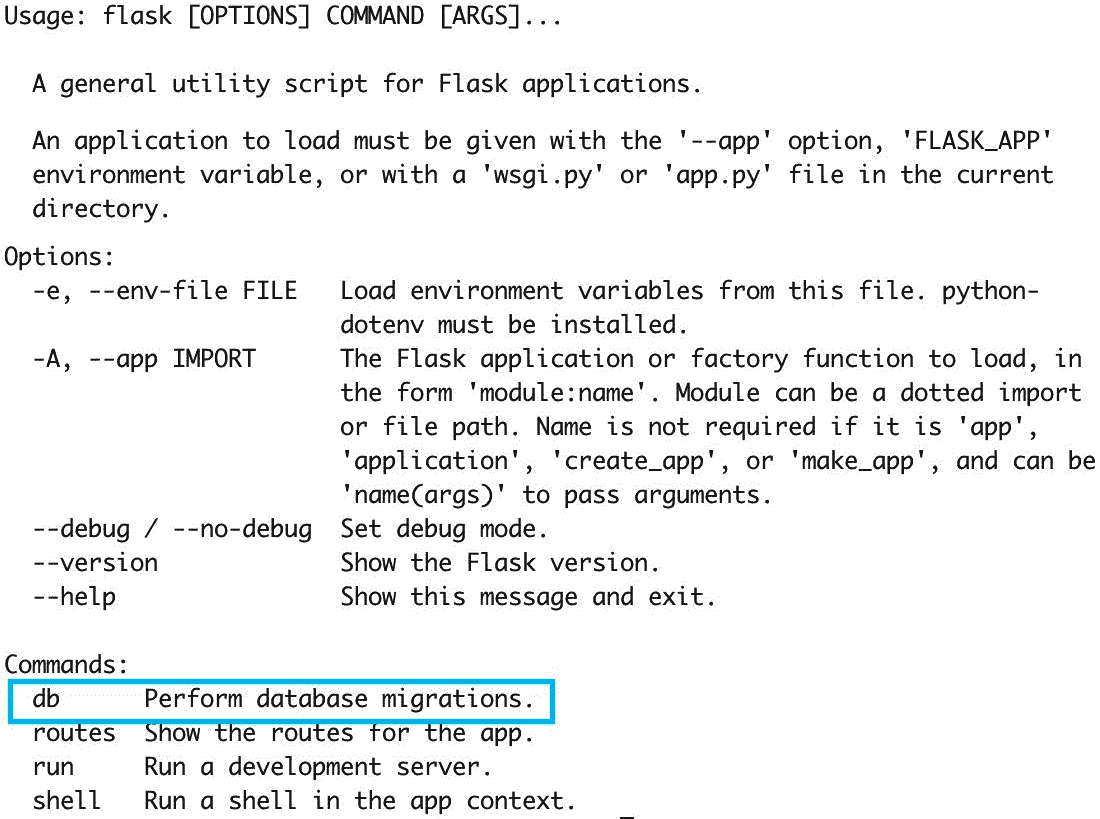 Usage: flask [OPTIONS] COMMAND [ARGS]...
A general utility script for Flask applications.
An application to load must be given with the '--app' option, 'FLASK_APP'
environment variable, or with a 'wsgi.py' or 'app.py' file in the current
directory.
Options:
-e, --env-file FILE   Load environment variables from this file. python-
dotenv must be installed.
-A, --app IMPORT      The Flask application or factory function to load, in
the form 'module:name'. Module can be a dotted import
or file path. Name is not required if it is 'app',
'application', 'create_app', or 'make_app', and can be
'name(args)' to pass arguments.
--debug / --no-debug  Set debug mode.
--version             Show the Flask version.
--help                Show this message and exit.
Commands:
db      Perform database migrations.
routes  Show the routes for the app.
run     Run a development server.
shell   Run a shell in the app context.